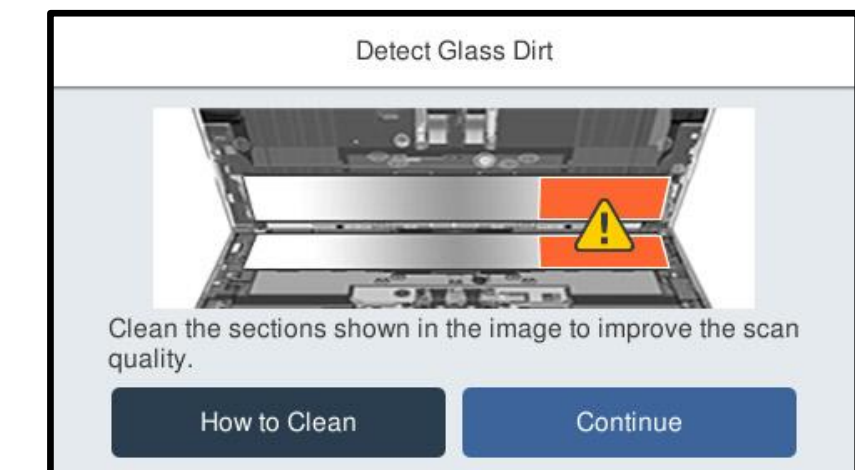 Detect Glass Dirt
Clean the sections shown in the image to improve the scan
quality.
How to Clean
Continue